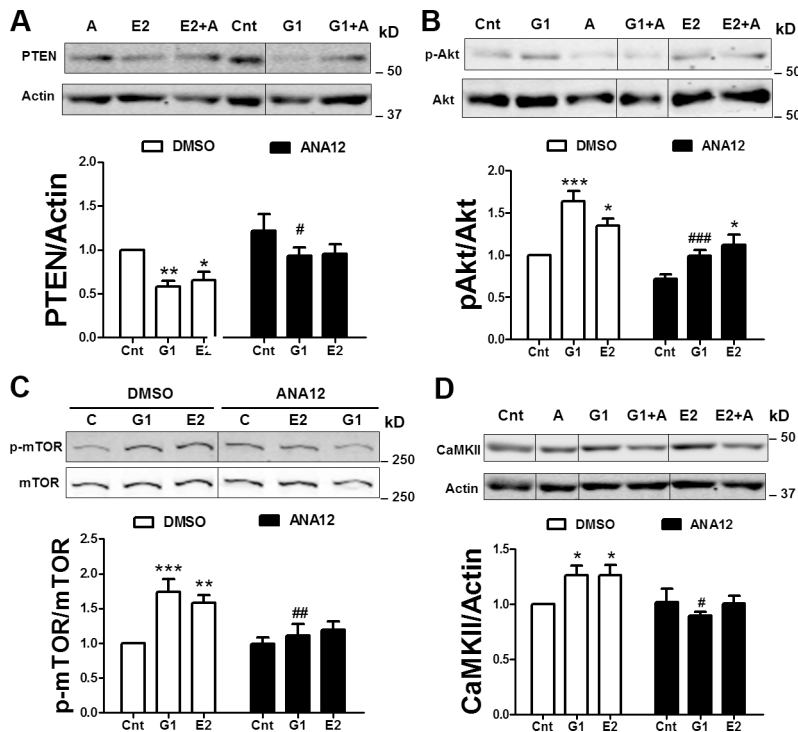 A
A E2 E2+A Cnt G1 G1+A kD
PTEN
50
Actin
37
DMSO ANA12
PTEN/Actin
2.0
1.5
1.0
0.5
0.0
** * #
Cnt G1 E2 Cnt G1 E2
B
Cnt G1 A G1+A E2 E2+A kD
p-Akt
50
Akt
50
DMSO ANA12
pAkt/Akt
2.0
1.5
1.0
0.5
0.0
*** * ### *
Cnt G1 E2 Cnt G1 E2
C
DMSO ANA12
C G1 E2 C E2 G1 kD
p-mTOR
250
mTOR
250
DMSO ANA12
p-mTOR/mTOR
2.5
2.0
1.5
1.0
0.5
0.0
*** ** ##
Cnt G1 E2 Cnt G1 E2
D
Cnt A G1 G1+A E2 E2+A kD
CaMKII
50
Actin
37
DMSO ANA12
CaMKII/Actin
1.5
1.0
0.5
0.0
* * #
Cnt G1 E2 Cnt G1 E2